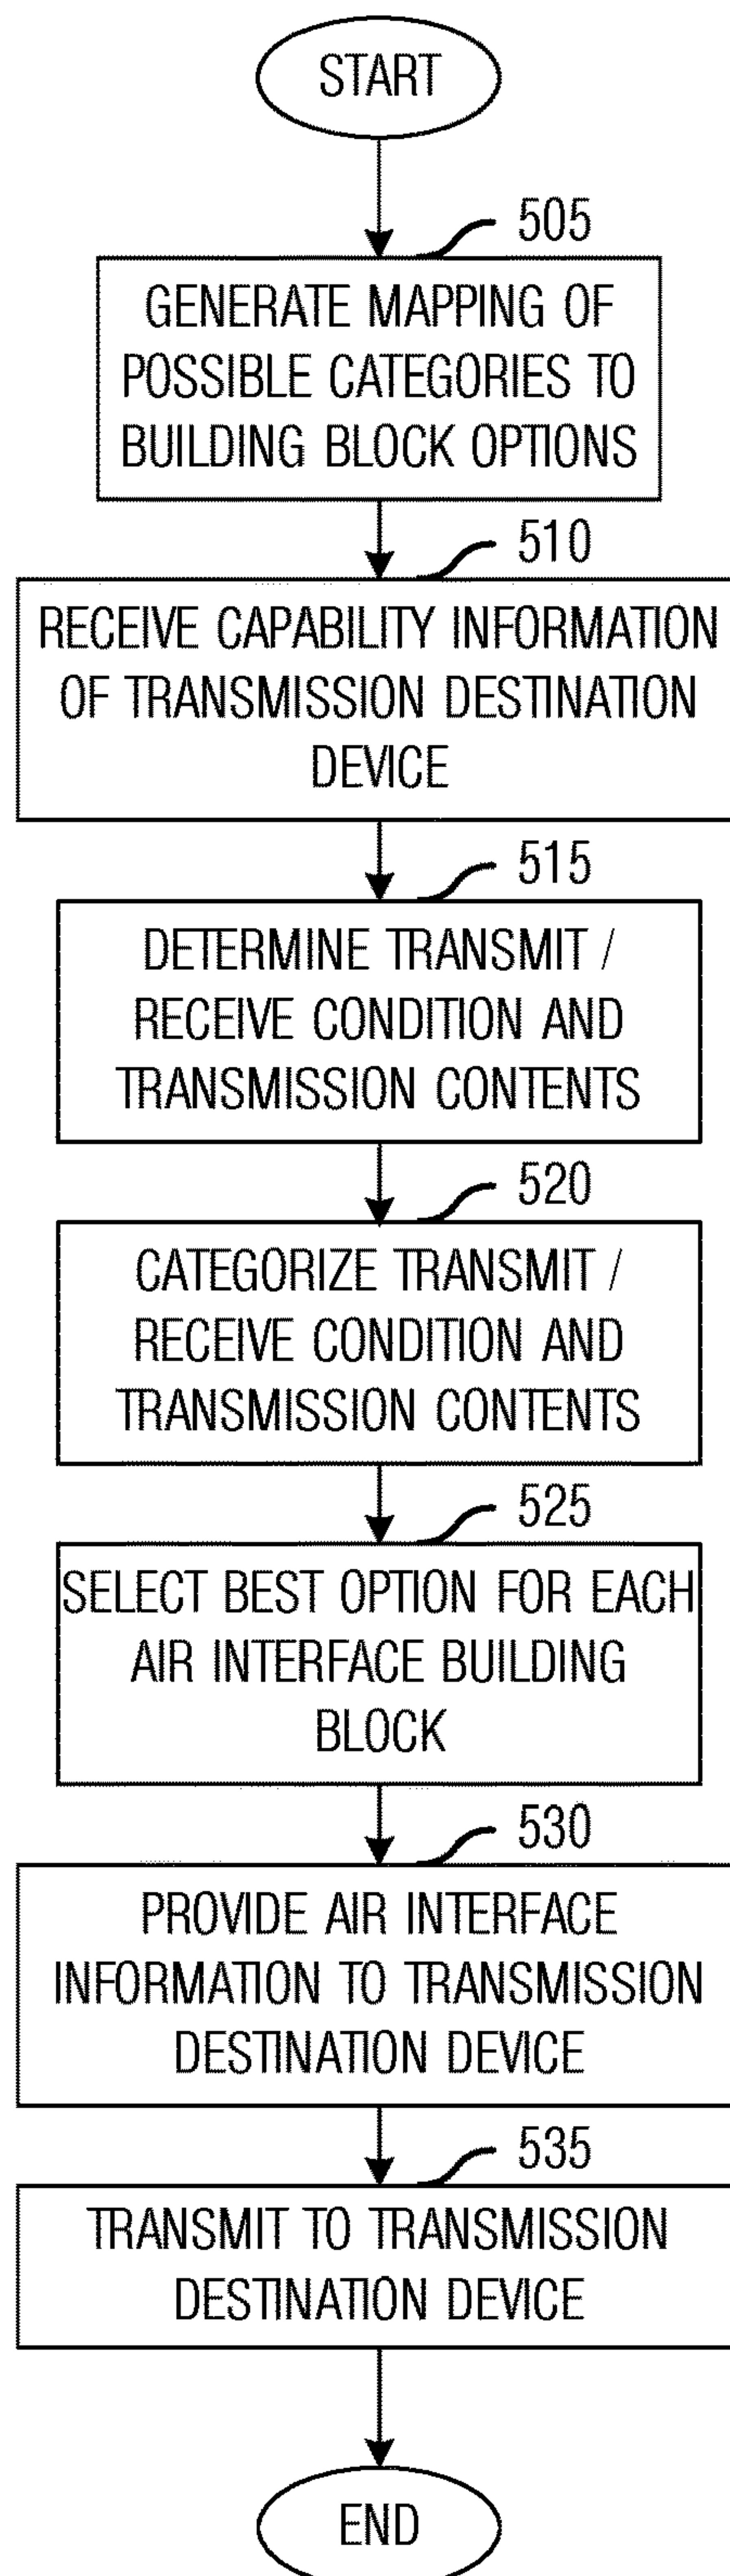 START
505
GENERATE MAPPING OF
POSSIBLE CATEGORIES TO
BUILDING BLOCK OPTIONS
510
RECEIVE CAPABILITY INFORMATION
OF TRANSMISSION DESTINATION
DEVICE
515
DETERMINE TRANSMIT /
RECEIVE CONDITION AND
TRANSMISSION CONTENTS
520
CATEGORIZE TRANSMIT /
RECEIVE CONDITION AND
TRANSMISSION CONTENTS
525
SELECT BEST OPTION FOR EACH
AIR INTERFACE BUILDING
BLOCK
530
PROVIDE AIR INTERFACE
INFORMATION TO TRANSMISSION
DESTINATION DEVICE
535
TRANSMIT TO TRANSMISSION
DESTINATION DEVICE
END